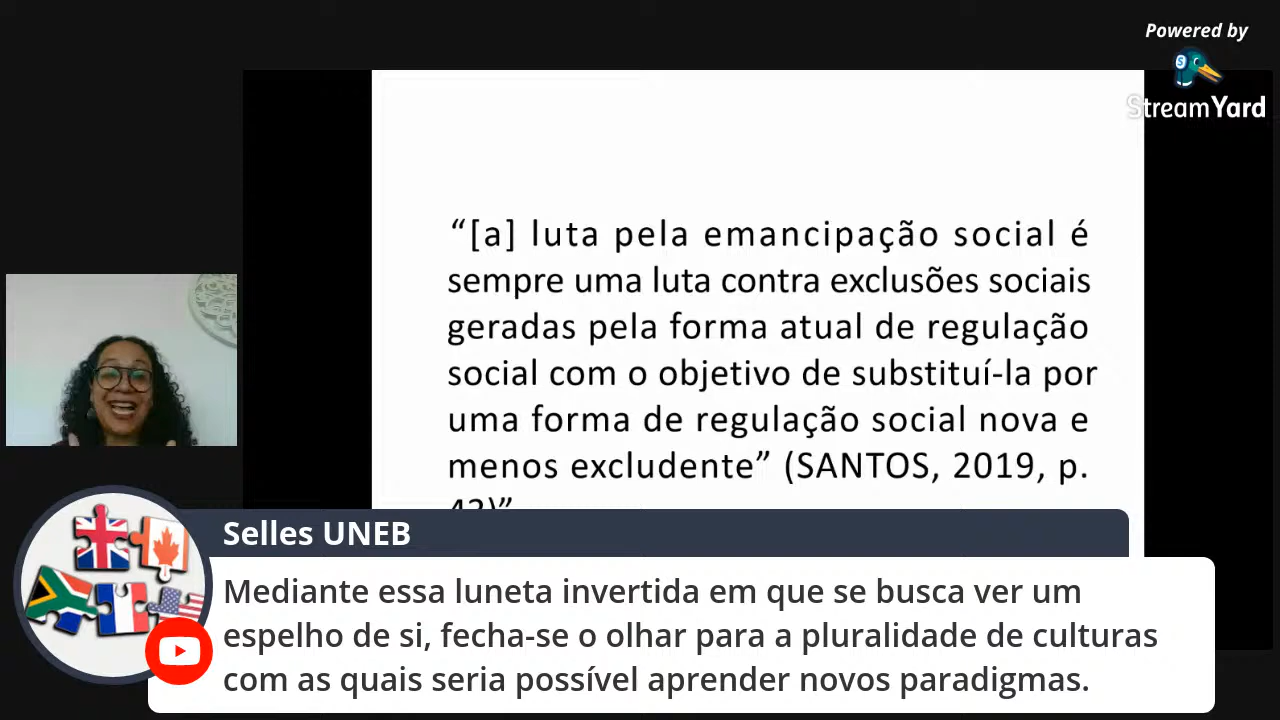 Powered by
StreamYard
“[a] luta pela emancipação social é
sempre uma luta contra exclusões sociais
geradas pela forma atual de regulação
social com o objetivo de substituí-la por
uma forma de regulação social nova e
menos excludente” (SANTOS, 2019, p.
Selles UNEB
Mediante essa luneta invertida em que se busca ver um
espelho de si, fecha-se o olhar para a pluralidade de culturas
com as quais seria possível aprender novos paradigmas.